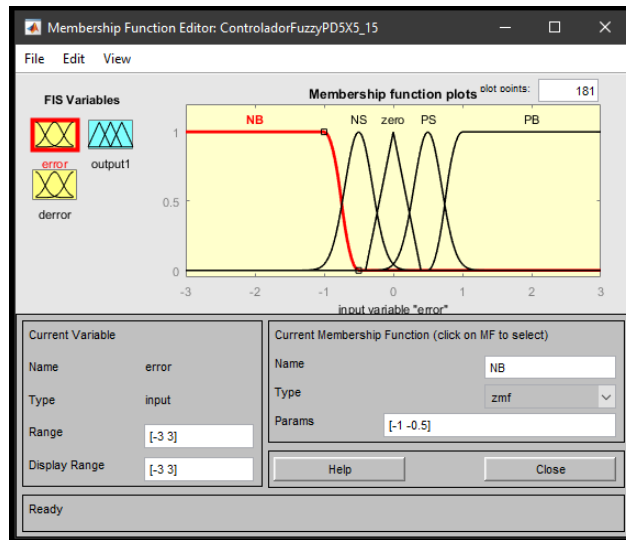 Membership Function Editor: ControladorFuzzyPD5X5_15
File Edit View
FIS Variables
error
output1
derror
Membership function plots
plot points:
181
NB NS zero PS PB
1
0.5
0
-3 -2 -1 0 1 2 3
input variable "error"
Current Variable
Name error
Type input
Range [-3 3]
Display Range [-3 3]
Current Membership Function (click on MF to select)
Name NB
Type zmf
Params [-1 -0.5]
Help Close
Ready